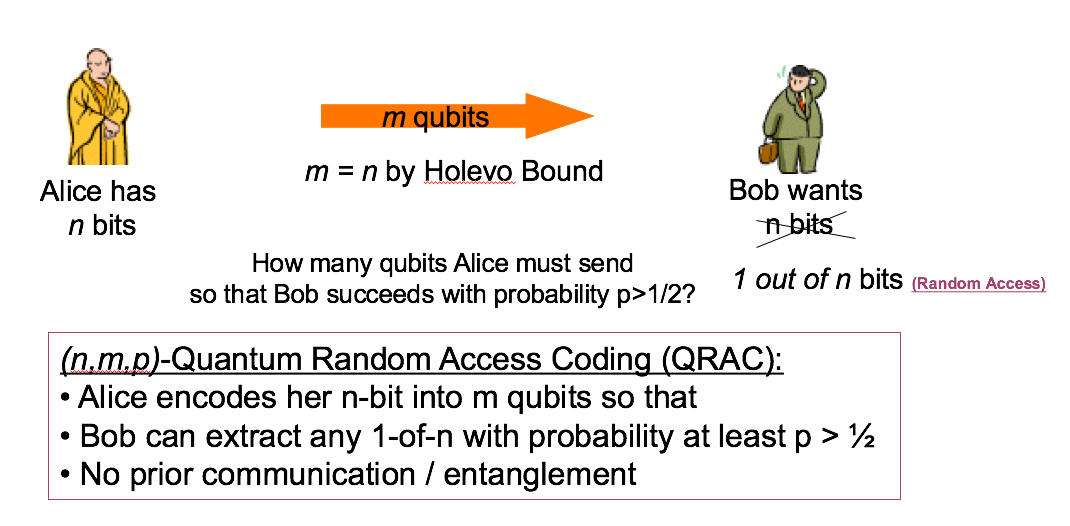 m qubits
m = n by Holevo Bound
Alice has
n bits
Bob wants
n bits
1 out of n bits (Random Access)
How many qubits Alice must send
so that Bob succeeds with probability p>1/2?
(n,m,p)-Quantum Random Access Coding (QRAC):
• Alice encodes her n-bit into m qubits so that
• Bob can extract any 1-of-n with probability at least p > ½
• No prior communication / entanglement